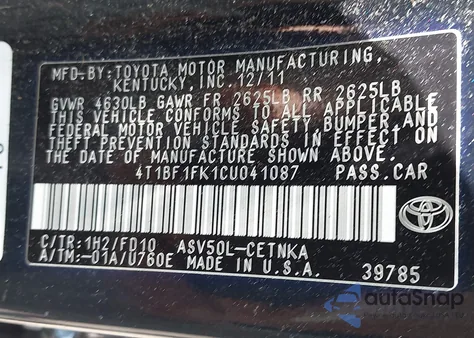 MFD-BY:TOYOTA MOTOR MANUFACTURING,
KENTUCKY, INC 12/11
GVWR 4630LB GAWR FR 2625LB RR 2625LB
THIS VEHICLE CONFORMS TO ALL APPLICABLE
FEDERAL MOTOR VEHICLE SAFETY, BUMPER AND
THEFT PREVENTION STANDARDS IN EFFECT ON
THE DATE OF MANUFACTURE SHOWN ABOVE.
4T1BF1FK1CU041087 PASS.CAR
C/TR:1H2/FD10 ASV50L-CETNKA
A/TM:-01A/U760E MADE IN U.S.A. 39785
autoSnap